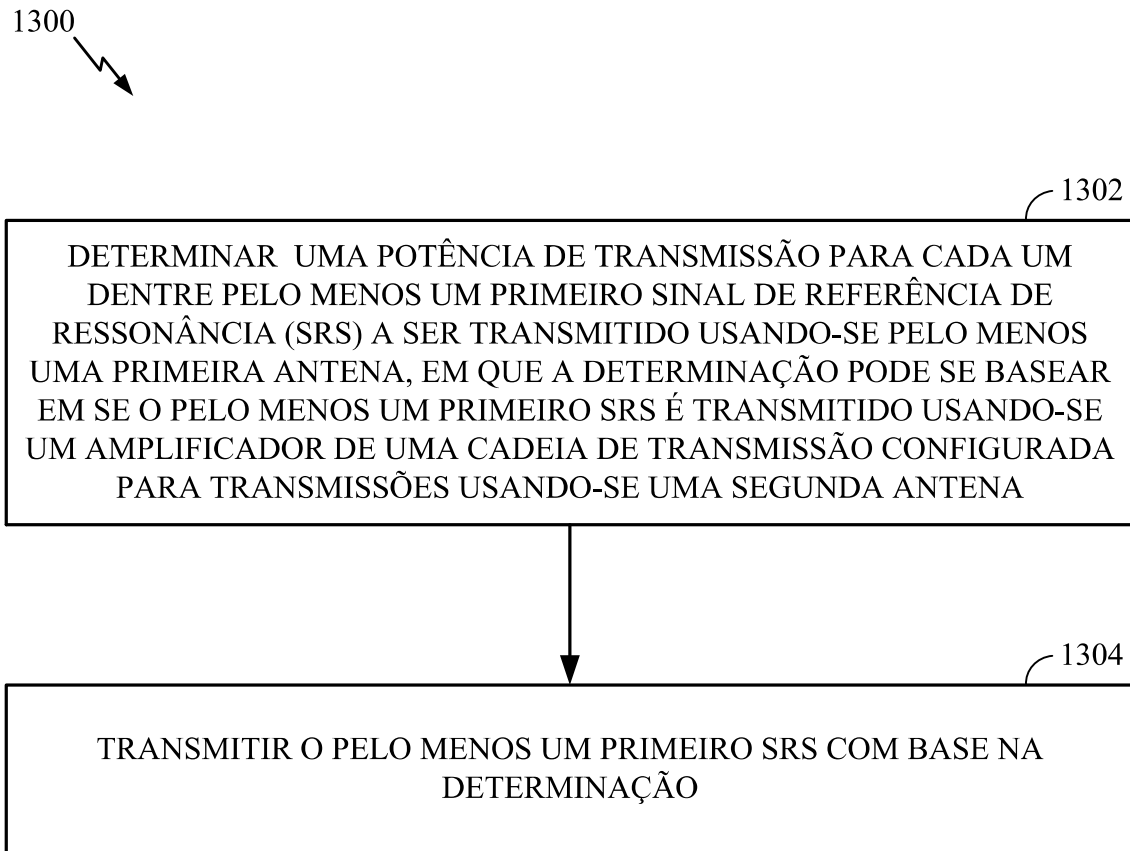 1300
1302
DETERMINAR UMA POTÊNCIA DE TRANSMISSÃO PARA CADA UM
DENTRE PELO MENOS UM PRIMEIRO SINAL DE REFERÊNCIA DE
RESSONÂNCIA (SRS) A SER TRANSMITIDO USANDO-SE PELO MENOS
UMA PRIMEIRA ANTENA, EM QUE A DETERMINAÇÃO PODE SE BASEAR
EM SE O PELO MENOS UM PRIMEIRO SRS É TRANSMITIDO USANDO-SE
UM AMPLIFICADOR DE UMA CADEIA DE TRANSMISSÃO CONFIGURADA
PARA TRANSMISSÕES USANDO-SE UMA SEGUNDA ANTENA
1304
TRANSMITIR O PELO MENOS UM PRIMEIRO SRS COM BASE NA
DETERMINAÇÃO